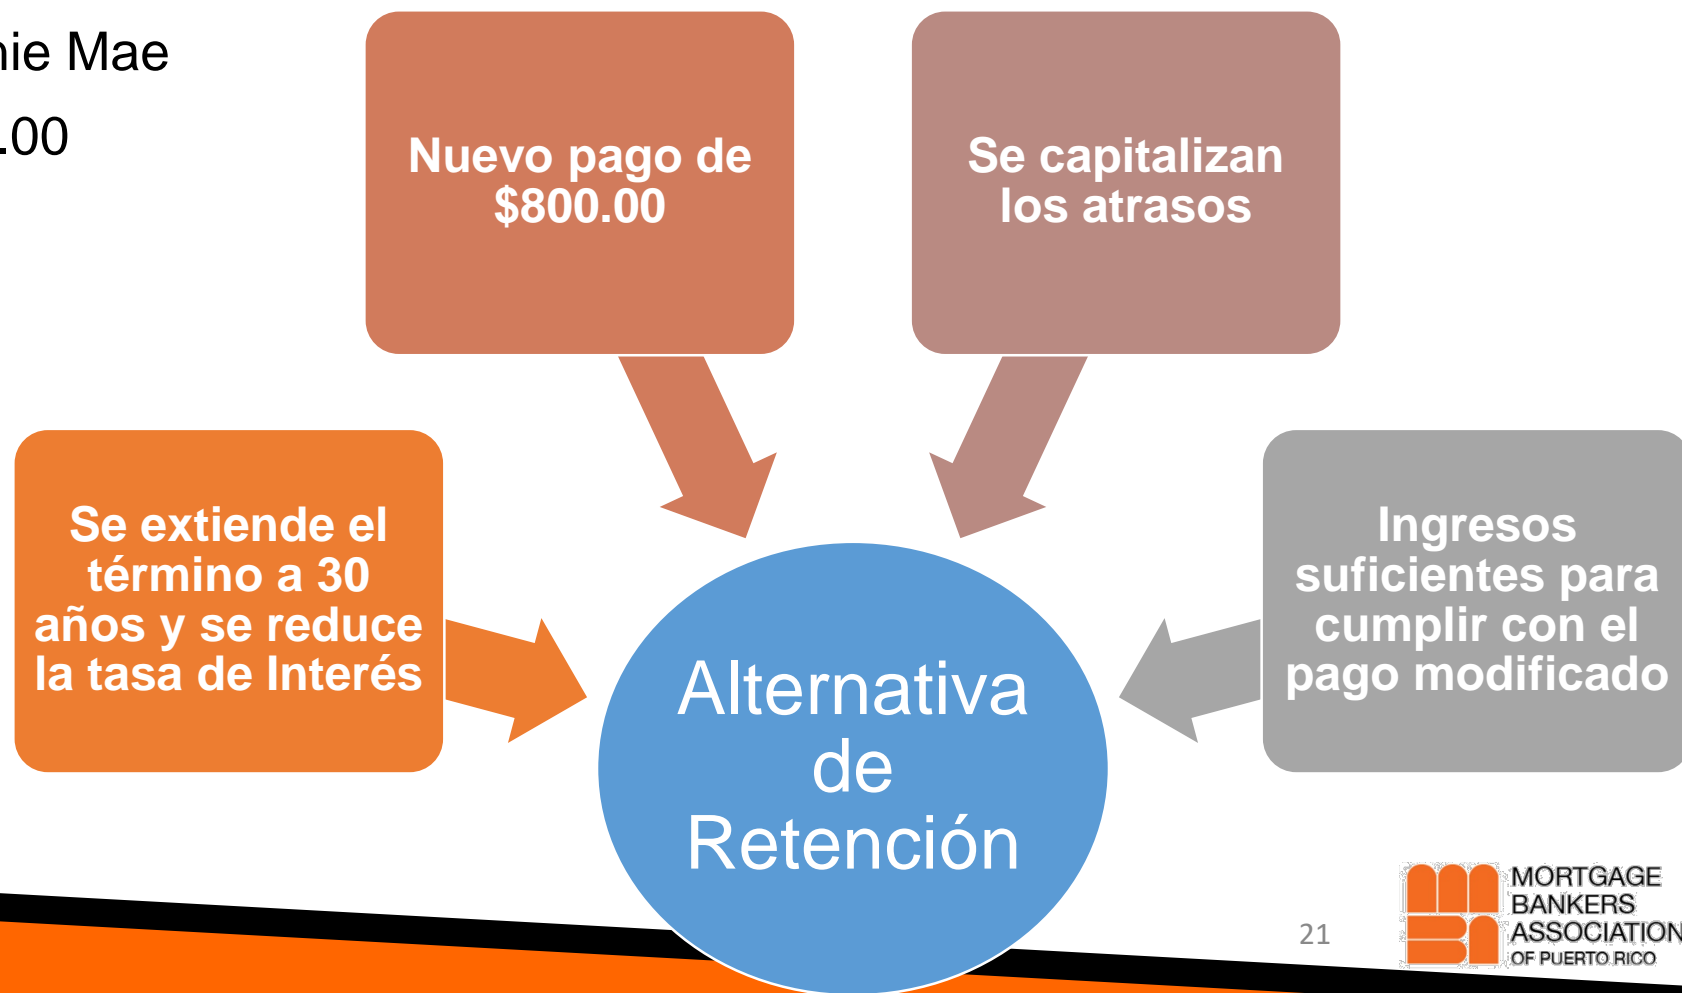 nie Mae
.00
Nuevo pago de
$800.00
Se capitalizan
los atrasos
Se extiende el
término a 30
años y se reduce
la tasa de Interés
Ingresos
suficientes para
cumplir con el
pago modificado
Alternativa
de
Retención
21
MORTGAGE
BANKERS
ASSOCIATION
OF PUERTO RICO